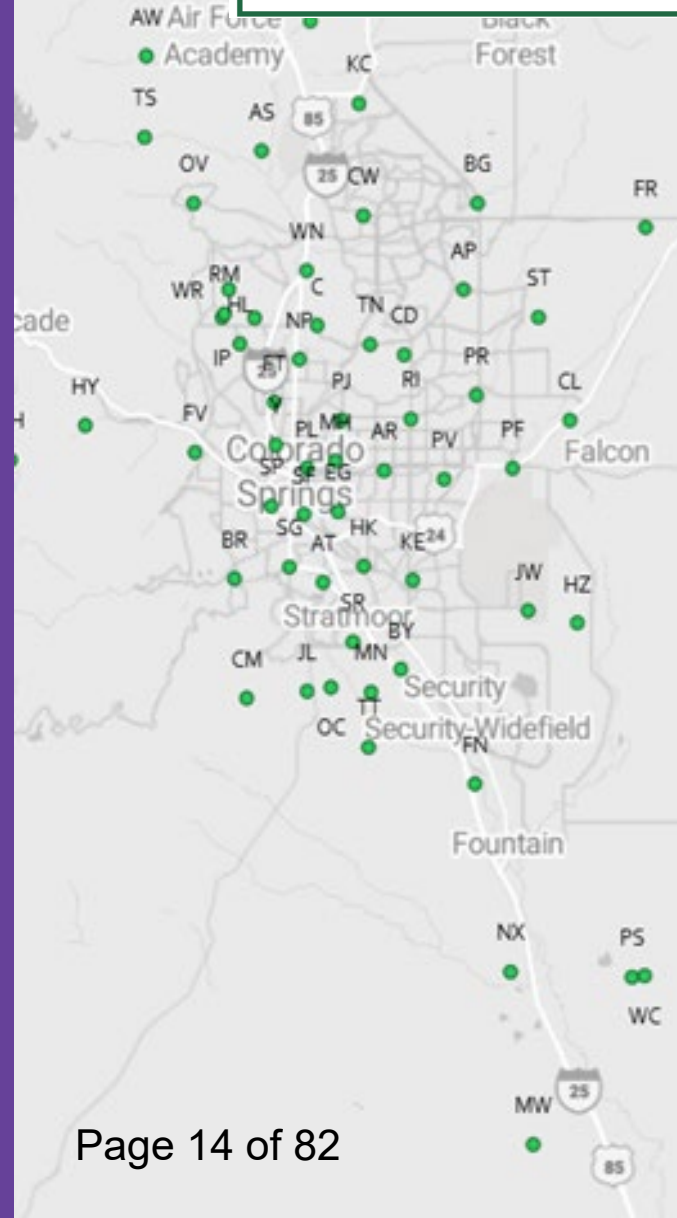 AW Air Force
Black
Academy
Forest
KC
TS
AS
85
OV
25
CW
BG
FR
WN
AP
RM
C
ST
WR
HL
TN
CD
NP
cade
IP
25
ET
PJ
RI
PR
CL
HY
H
FV
PL
MH
AR
PV
PF
Colorado
Falcon
SP
SF
EG
Springs
SG
AT
HK
KE
24
BR
JW
HZ
SR
Stratmoor
BY
CM
JL
MN
Security
TT
OC
Security-Widefield
FN
Fountain
NX
PS
WC
25
MW
Page 14 of 82
85